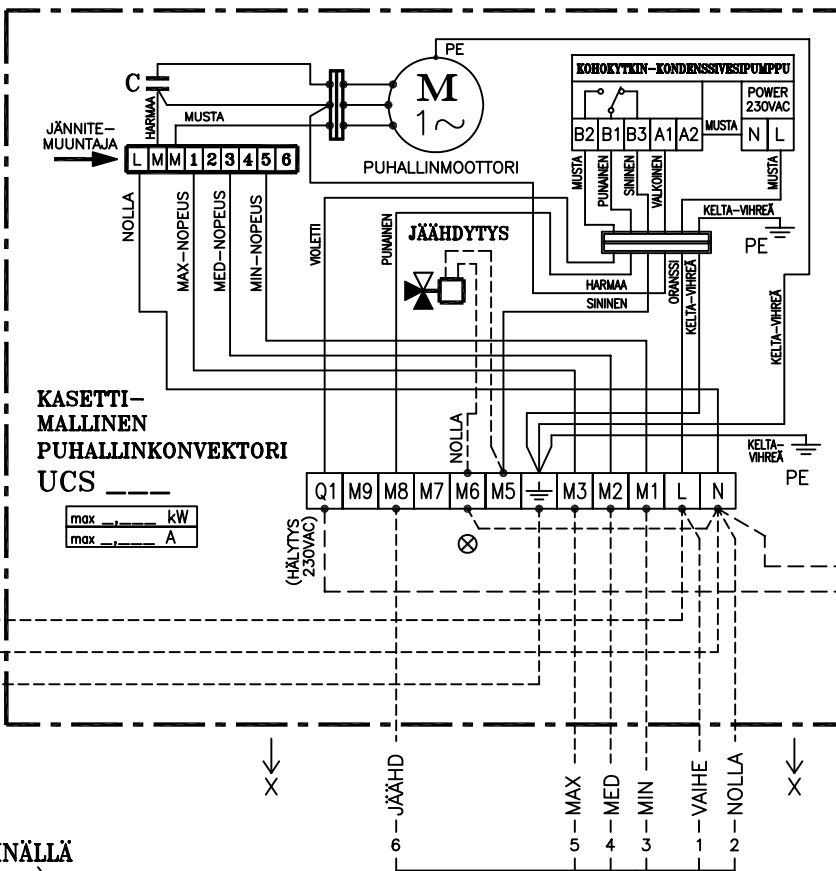 PE
C
HARMAA
MUSTA
M
1~
PUHALLINMOOTTORI
JÄNNITE-
MUUNTAJA
L M M 1 2 3 4 5 6
KOHOKYTKIN-KONDENSSIVESIPUMPPU
POWER
230VAC
B2 B1 B3 A1 A2
MUSTA
N L
MUSTA
PUNAINEN
SININEN
VALKOINEN
MUSTA
KELTA-VIHREÄ
PE
NOLLA
MAX-NOPEUS
MED-NOPEUS
MIN-NOPEUS
VIOLETTI
PUNAINEN
JÄÄHDYTYS
HARMAA
SININEN
ORANSSI
KELTA-VIHREÄ
KELTA-VIHREÄ
KASETTI-
MALLINEN
PUHALLINKONVEKTORI
UCS ___
max _,___ kW
max _,___ A
NOLLA
KELTA-
VIHREÄ
PE
Q1 M9 M8 M7 M6 M5 M3 M2 M1 L N
(HÄLYTYS
230VAC)
X
X
JÄÄHD
MAX
MED
MIN
VAIHE
NOLLA
6 5 4 3 1 2
INÄLLÄ